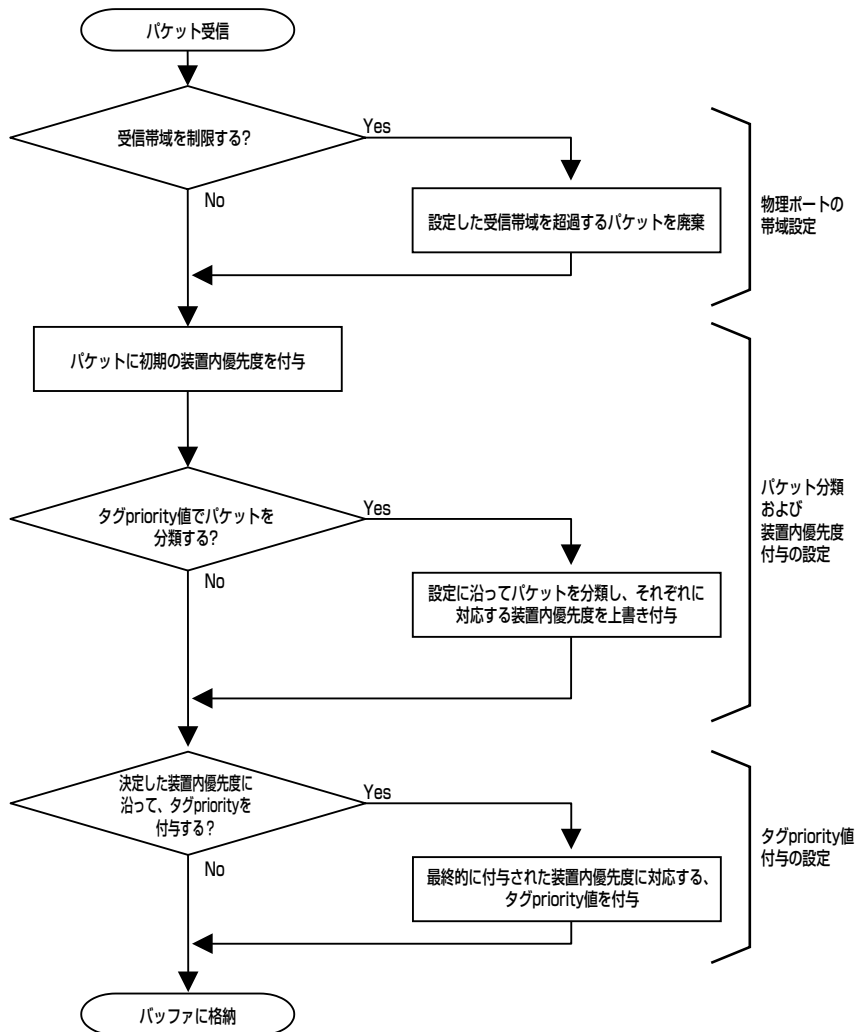 パケット受信
受信帯域を制限する?
Yes
No
設定した受信帯域を超過するパケットを廃棄
物理ポートの
帯域設定
パケットに初期の装置内優先度を付与
タグpriority値でパケットを
分類する?
Yes
No
設定に沿ってパケットを分類し、それぞれに
対応する装置内優先度を上書き付与
パケット分類
および
装置内優先度
付与の設定
決定した装置内優先度に
沿って、タグpriorityを
付与する?
Yes
No
最終的に付与された装置内優先度に対応する、
タグpriority値を付与
タグpriority値
付与の設定
バッファに格納